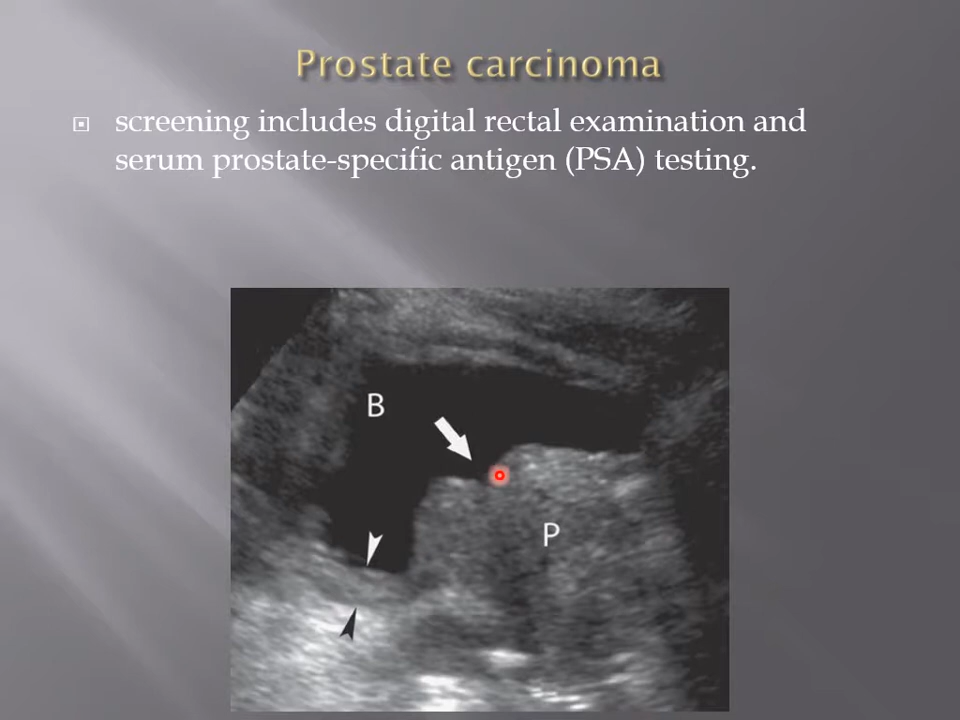 Prostate carcinoma
screening includes digital rectal examination and
serum prostate-specific antigen (PSA) testing.
B
P